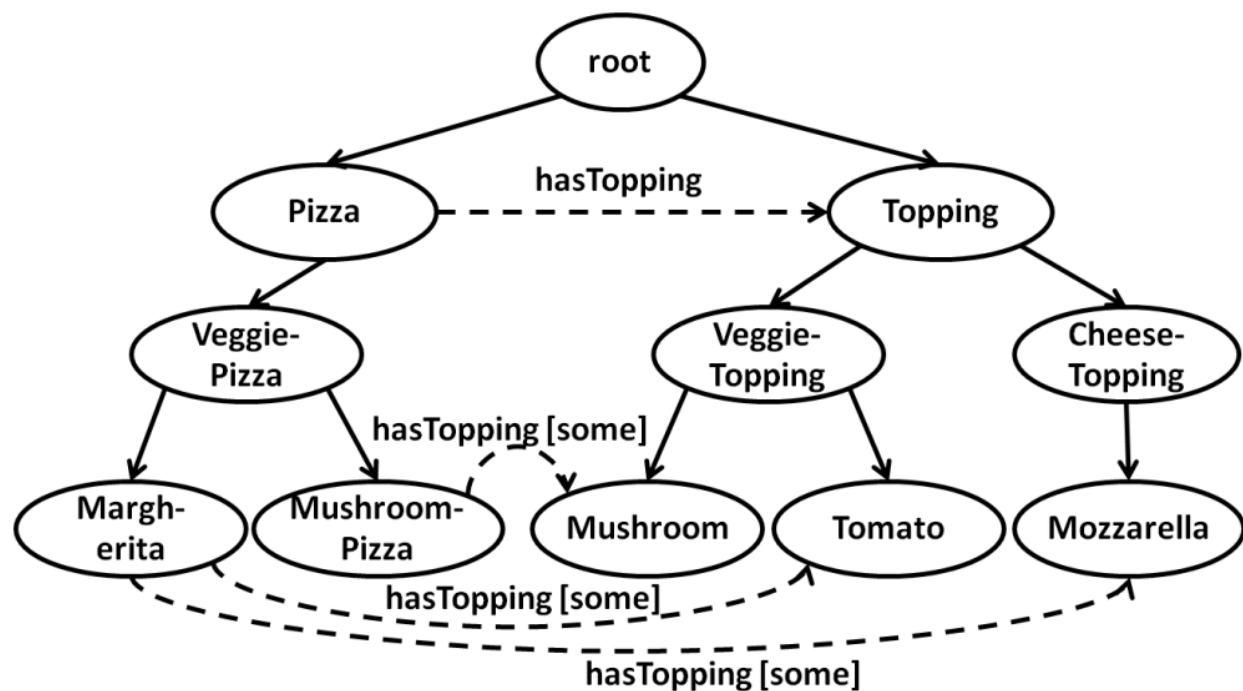 root
hasTopping
Pizza
Topping
Veggie-
Pizza
Veggie-
Topping
Cheese-
Topping
hasTopping [some]
Margh-
erita
Mushroom-
Pizza
Mushroom
Tomato
Mozzarella
hasTopping [some]
hasTopping [some]